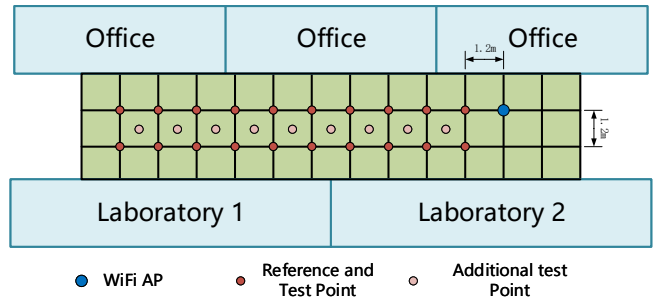 Office
Office
Office
1.2m
1.2m
Laboratory 1
Laboratory 2
WiFi AP
Reference and
Test Point
Additional test
Point